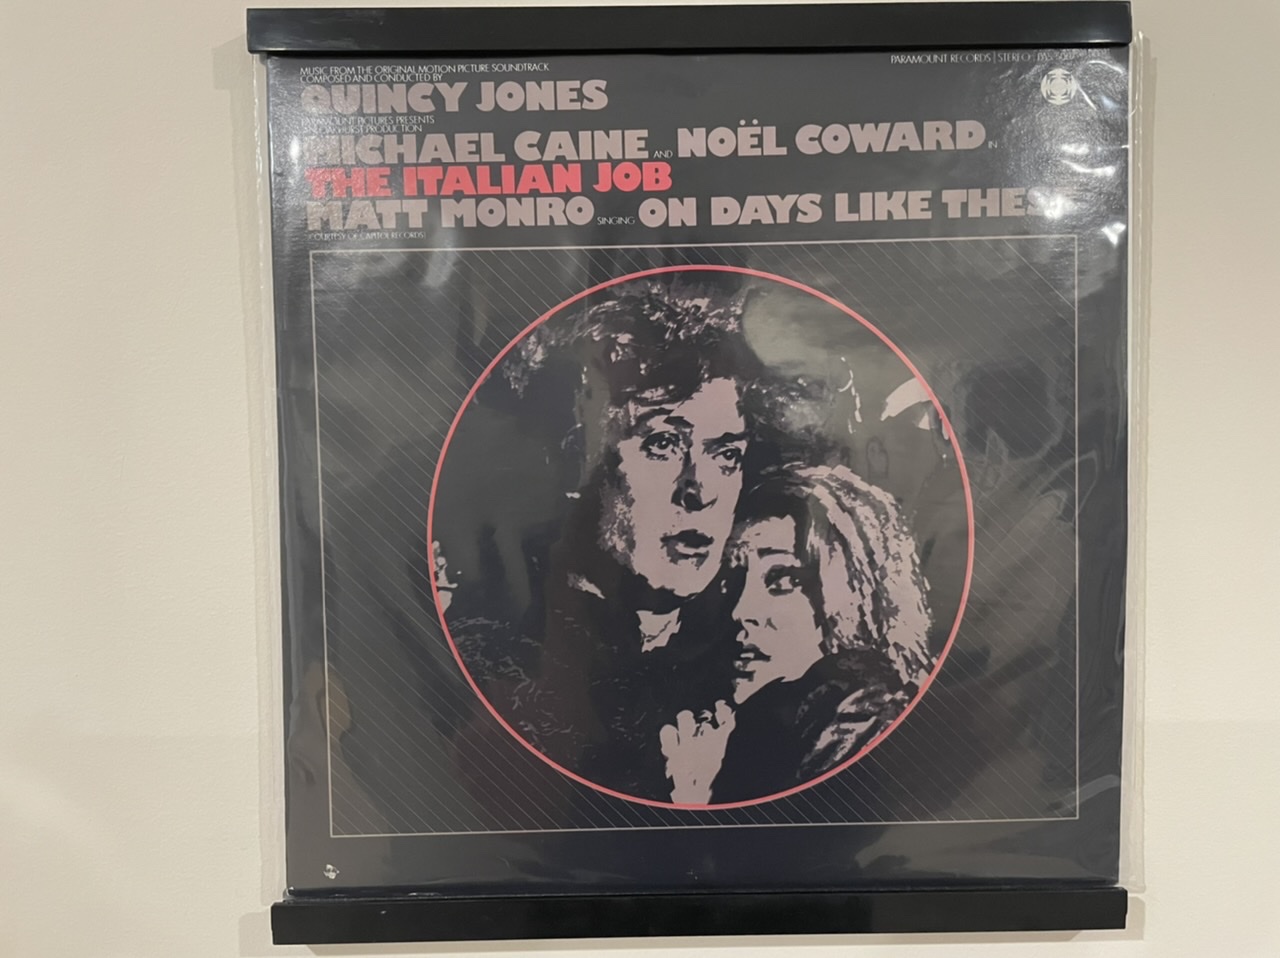 MUSIC FROM THE ORIGINAL MOTION PICTURE SOUNDTRACK
COMPOSED AND CONDUCTED BY
QUINCY JONES
PARAMOUNT PICTURES PRESENTS
PRODUCTION
MICHAEL CAINE AND NOËL COWARD IN
THE ITALIAN JOB
MATT MONRO SINGING ON DAYS LIKE THESE
(COURTESY OF CAPITOL RECORDS)
PARAMOUNT RECORDS | STEREO |